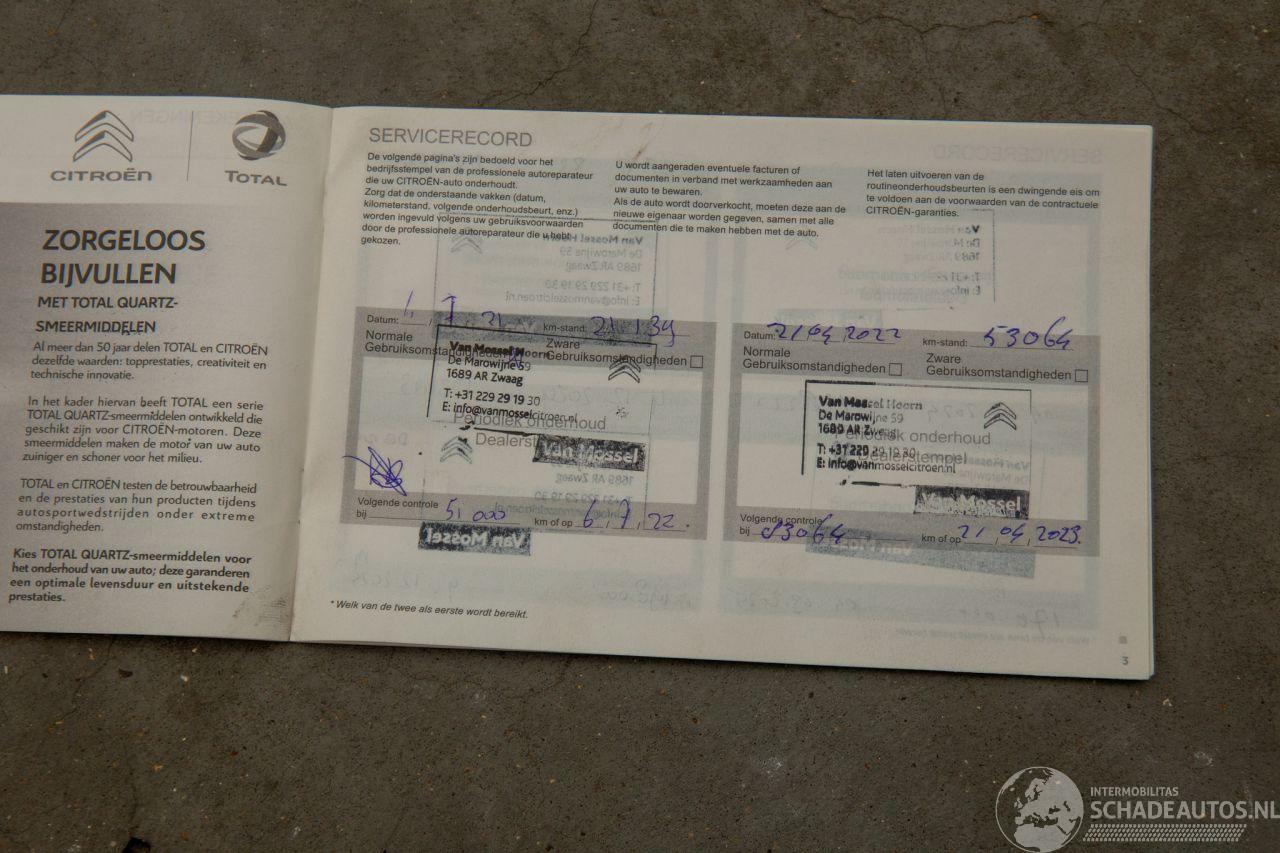 CITROËN
TOTAL
ZORGELOOS
BIJVULLEN
MET TOTAL QUARTZ-
SMEERMIDDELEN
Al meer dan 50 jaar delen TOTAL en CITROËN
dezelfde waarden: topprestaties, creativiteit en
technische innovatie.
In het kader hiervan heeft TOTAL een serie
TOTAL QUARTZ-smeermiddelen ontwikkeld die
geschikt zijn voor CITROËN-motoren. Deze
smeermiddelen maken de motor van uw auto
zuiniger en schoner voor het milieu.
TOTAL en CITROËN testen de betrouwbaarheid
en de prestaties van hun producten tijdens
autosportwedstrijden onder extreme
omstandigheden.
Kies TOTAL QUARTZ-smeermiddelen voor
het onderhoud van uw auto; deze garanderen
een optimale levensduur en uitstekende
prestaties.
SERVICERECORD
De volgende pagina's zijn bedoeld voor het
bedrijfsstempel van de professionele autoreparateur
die uw CITROËN-auto onderhoudt.
Zorg dat de onderstaande vakken (datum,
kilometerstand, volgende onderhoudsbeurt, enz.)
worden ingevuld volgens uw gebruiksvoorwaarden
door de professionele autoreparateur die u hebt
gekozen.
U wordt aangeraden eventuele facturen of
documenten in verband met werkzaamheden aan
uw auto te bewaren.
Als de auto wordt doorverkocht, moeten deze aan de
nieuwe eigenaar worden gegeven, samen met alle
documenten die te maken hebben met de auto.
Het laten uitvoeren van de
routineonderhoudsbeurten is een dwingende eis om
te voldoen aan de voorwaarden van de contractuele
CITROËN-garanties.
Datum: 7 21 km-stand: 21.139
Normale
Gebruiksomstandigheden
Zware
Gebruiksomstandigheden
Van Mossel Hoorn
De Marowijne 59
1689 AR Zwaag
T: +31 229 29 19 30
E: info@vanmosselcitroen.nl
Periodiek onderhoud
Van Mossel
Volgende controle
bij 51.000 km of op 6,7,22.
Datum: 21 04 2022 km-stand: 53064
Normale
Gebruiksomstandigheden
Zware
Gebruiksomstandigheden
Van Mossel Hoorn
De Marowijne 59
1689 AR Zwaag
T: +31 229 29 19 30
E: info@vanmosselcitroen.nl
Periodiek onderhoud
Dealerstempel
Van Mossel
Volgende controle
bij 83064 km of op 21,04,2023.
* Welk van de twee als eerste wordt bereikt.
3
INTERMOBILITAS
SCHADEAUTOS.NL